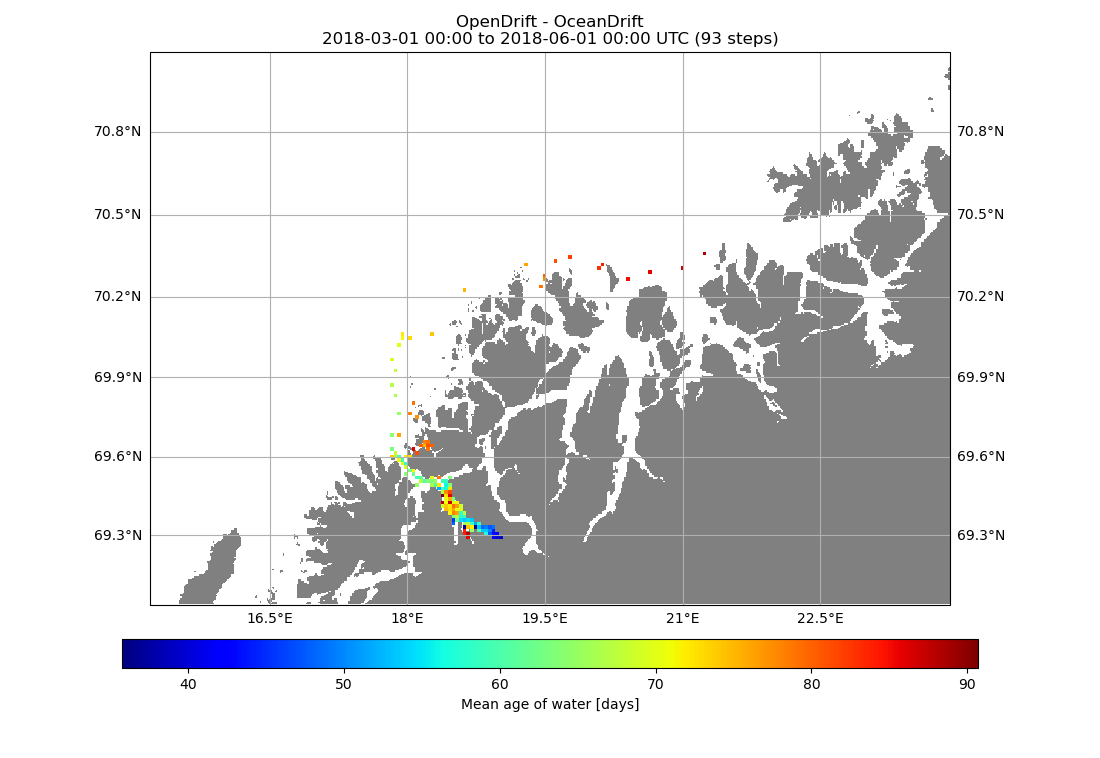 OpenDrift - OceanDrift
2018-03-01 00:00 to 2018-06-01 00:00 UTC (93 steps)
70.8°N 70.8°N
70.5°N 70.5°N
70.2°N 70.2°N
69.9°N 69.9°N
69.6°N 69.6°N
69.3°N 69.3°N
16.5°E 18°E 19.5°E 21°E 22.5°E
40 50 60 70 80 90
Mean age of water [days]